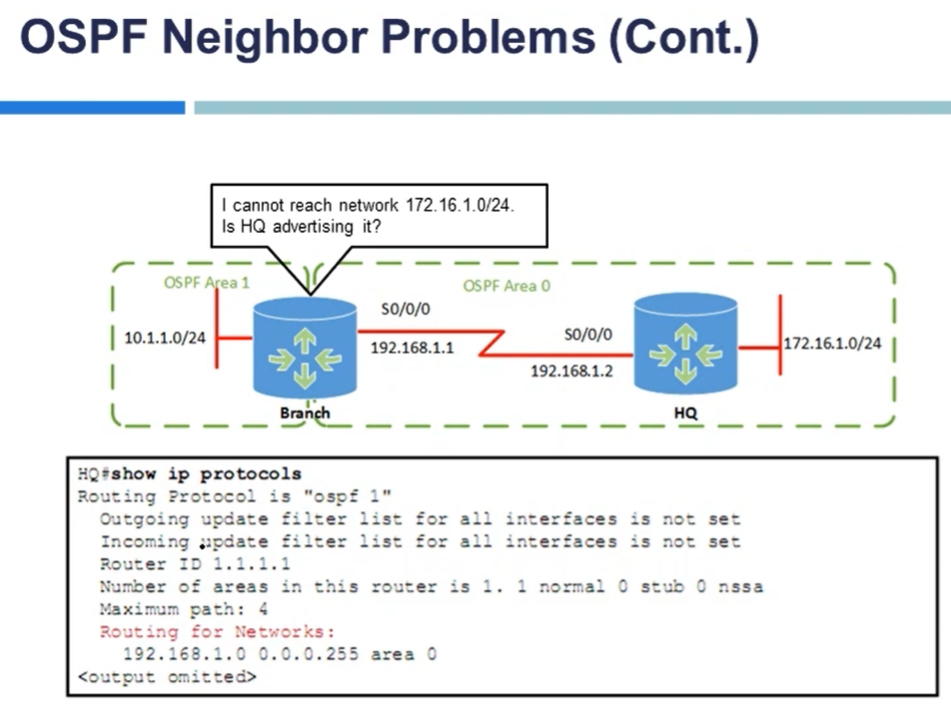 OSPF Neighbor Problems (Cont.)
I cannot reach network 172.16.1.0/24.
Is HQ advertising it?
OSPF Area 1
OSPF Area 0
S0/0/0
10.1.1.0/24
192.168.1.1
S0/0/0
192.168.1.2
172.16.1.0/24
Branch
HQ
HQ#show ip protocols
Routing Protocol is "ospf 1"
Outgoing update filter list for all interfaces is not set
Incoming update filter list for all interfaces is not set
Router ID 1.1.1.1
Number of areas in this router is 1. 1 normal 0 stub 0 nssa
Maximum path: 4
Routing for Networks:
192.168.1.0 0.0.0.255 area 0
<output omitted>